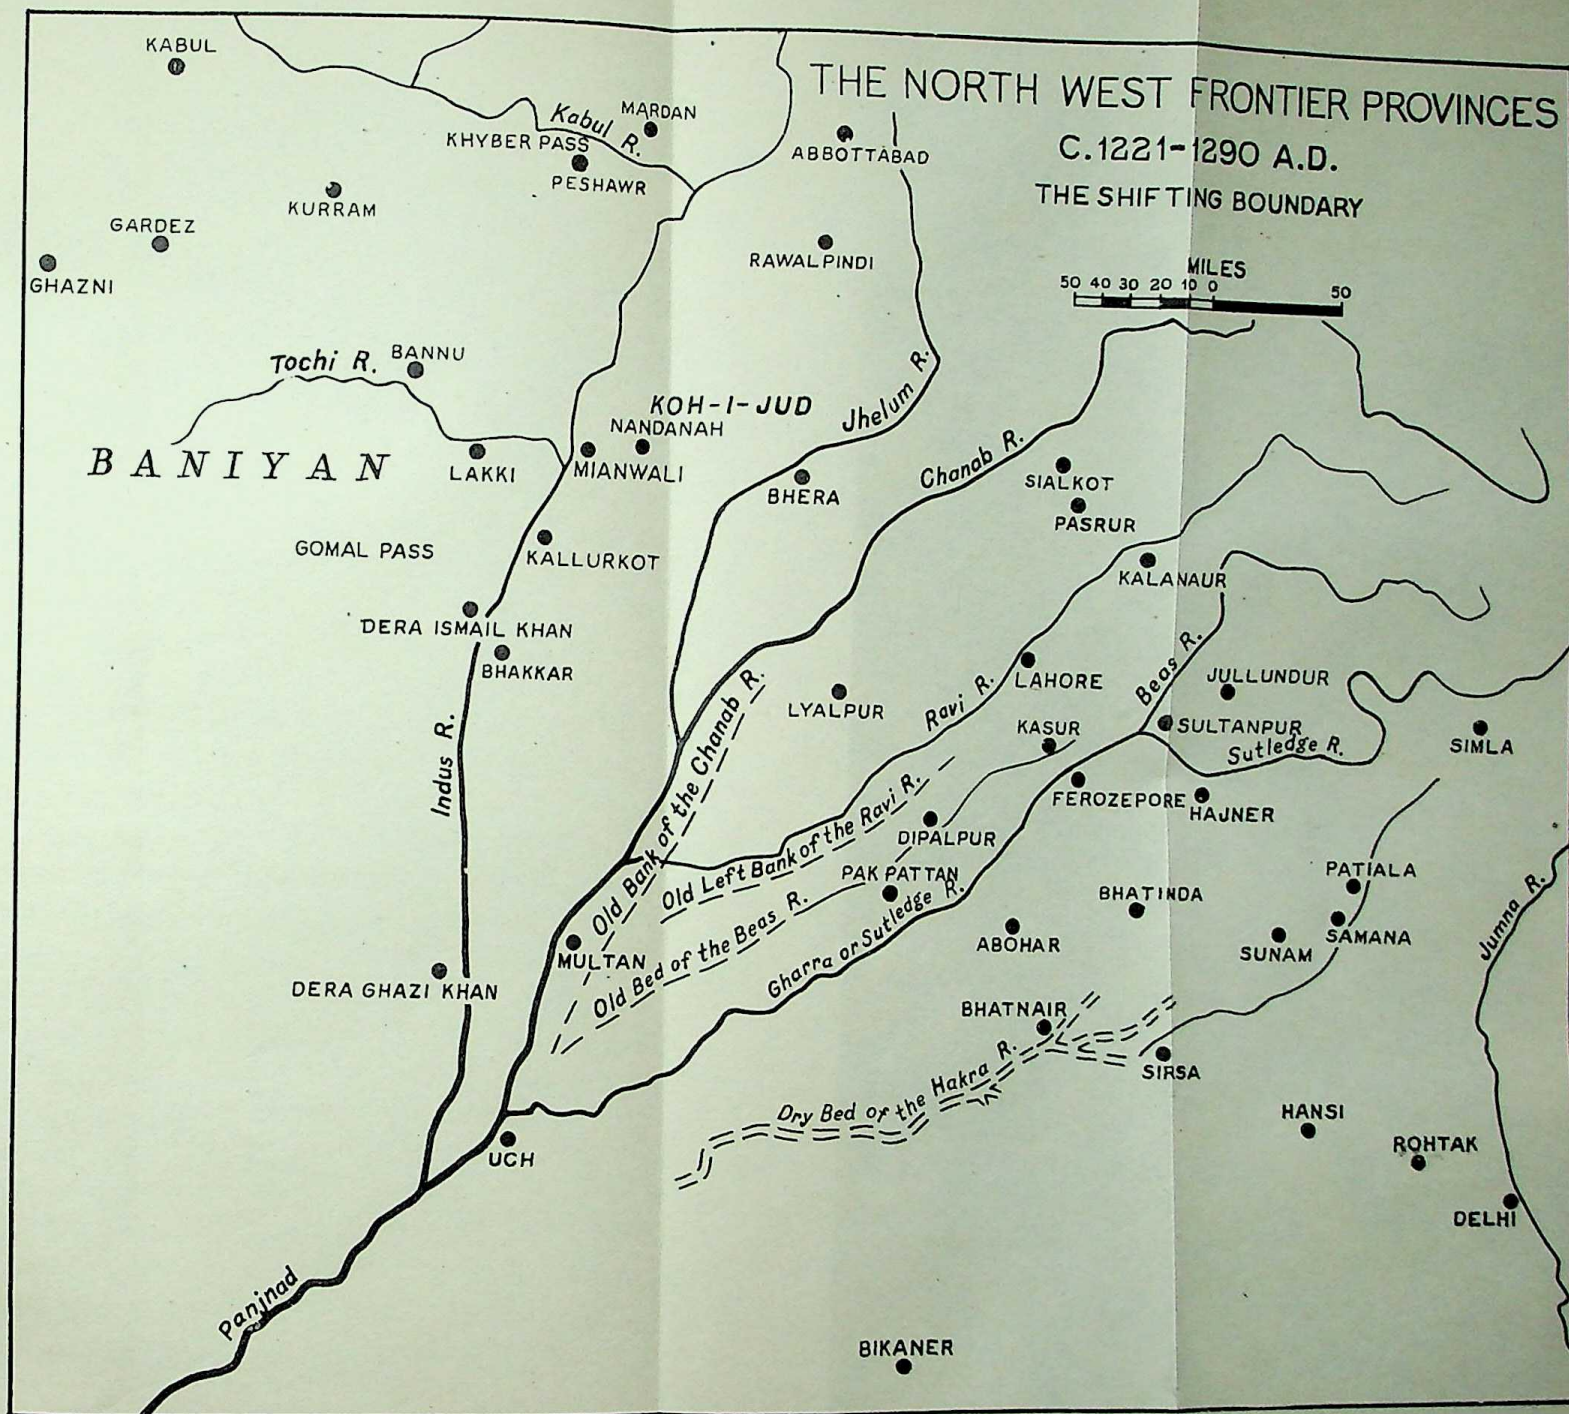 THE NORTH WEST FRONTIER PROVINCES
C.1221-1290 A.D.
THE SHIFTING BOUNDARY
MILES
50 40 30 20 10 0 50
KABUL
Kabul R.
MARDAN
KHYBER PASS
PESHAWR
ABBOTTABAD
KURRAM
GARDEZ
GHAZNI
RAWALPINDI
Tochi R.
BANNU
KOH-I-JUD
NANDANAH
Jhelum R.
BANIYAN
LAKKI
MIANWALI
BHERA
Chanab R.
SIALKOT
PASRUR
GOMAL PASS
KALLURKOT
KALANAUR
DERA ISMAIL KHAN
BHAKKAR
LAHORE
Beas R.
JULLUNDUR
LYALPUR
Ravi R.
KASUR
SULTANPUR
Sutledge R.
SIMLA
Indus R.
Old Bank of the Chanab R.
Old Left Bank of the Ravi R.
FEROZEPORE
HAJNER
DIPALPUR
PAK PATTAN
Old Bed of the Beas R.
Gharra or Sutledge R.
BHATINDA
PATIALA
ABOHAR
SUNAM
SAMANA
Jumna R.
MULTAN
DERA GHAZI KHAN
BHATNAIR
Dry Bed of the Hakra R.
SIRSA
HANSI
ROHTAK
UCH
DELHI
Panjnad
BIKANER